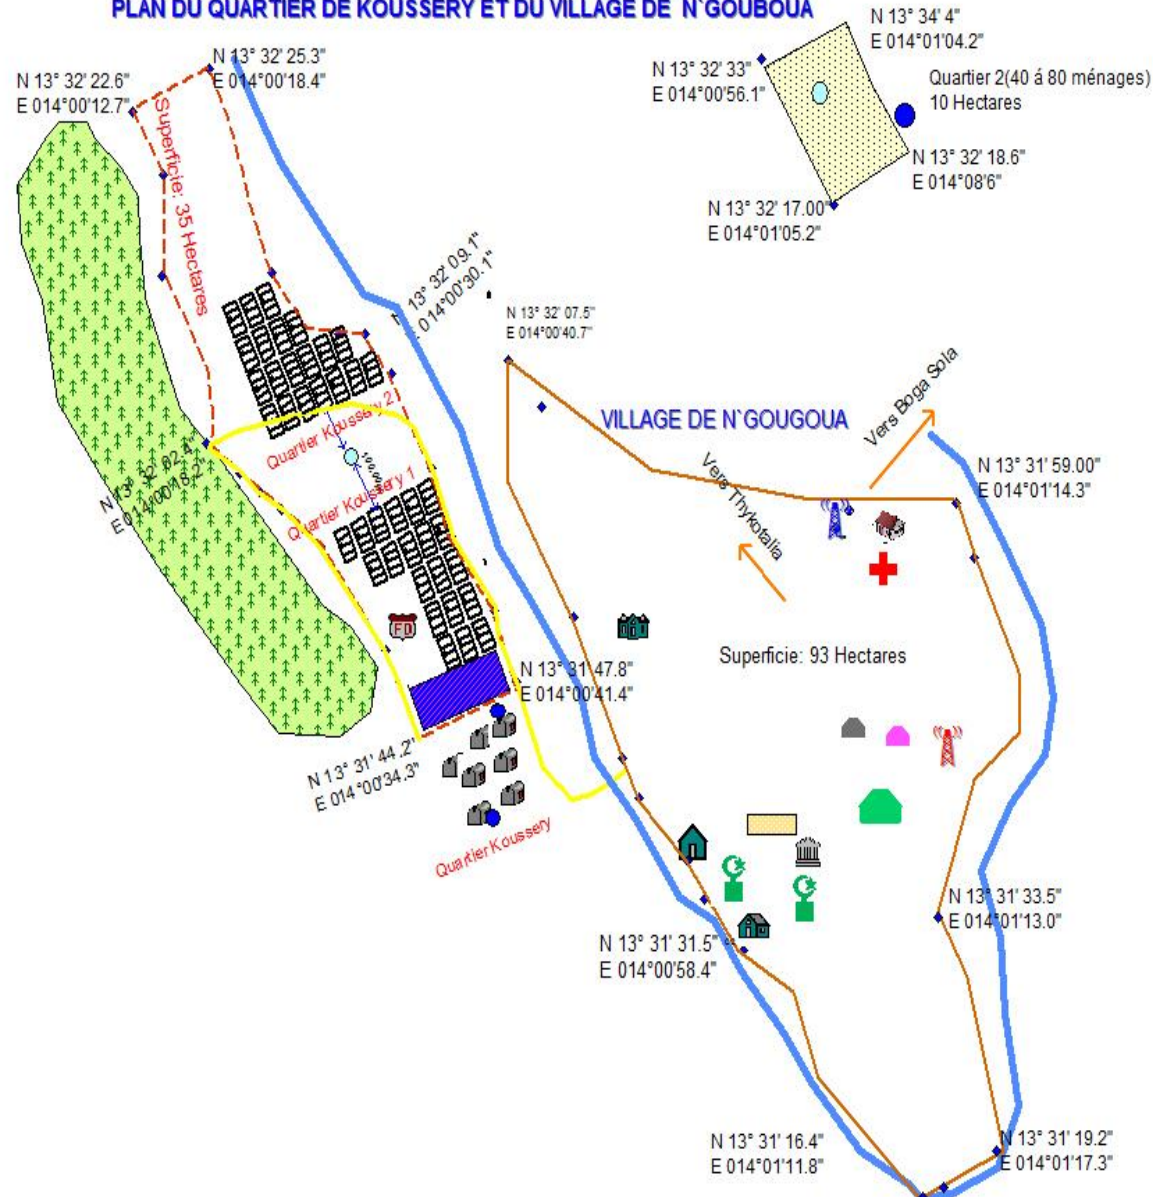 PLAN DU QUARTIER DE KOUSSERY ET DU VILLAGE DE N`GOUBOUA
N 13° 34' 4"
E 014°01'04.2"
N 13° 32' 25.3"
E 014°00'18.4"
N 13° 32' 22.6"
E 014°00'12.7"
N 13° 32' 33"
E 014°00'56.1"
Quartier 2(40 á 80 ménages)
10 Hectares
Superficie: 35 Hectares
N 13° 32' 18.6"
E 014°08'6"
N 13° 32' 17.00"
E 014°01'05.2"
N 13° 32' 09.1"
E 014°00'30.1"
N 13° 32' 07.5"
E 014°00'40.7"
VILLAGE DE N`GOUGOUA
Vers Boga Sola
Quartier Koussery 2
Vers Thykofalia
N 13° 31' 59.00"
E 014°01'14.3"
N 13° 32' 02.4"
E 014°00'18.2"
Quartier Koussery 1
FD
Superficie: 93 Hectares
N 13° 31' 47.8"
E 014°00'41.4"
N 13° 31' 44.2"
E 014°00'34.3"
Quartier Koussery
N 13° 31' 33.5"
E 014°01'13.0"
N 13° 31' 31.5"
E 014°00'58.4"
N 13° 31' 16.4"
E 014°01'11.8"
N 13° 31' 19.2"
E 014°01'17.3"